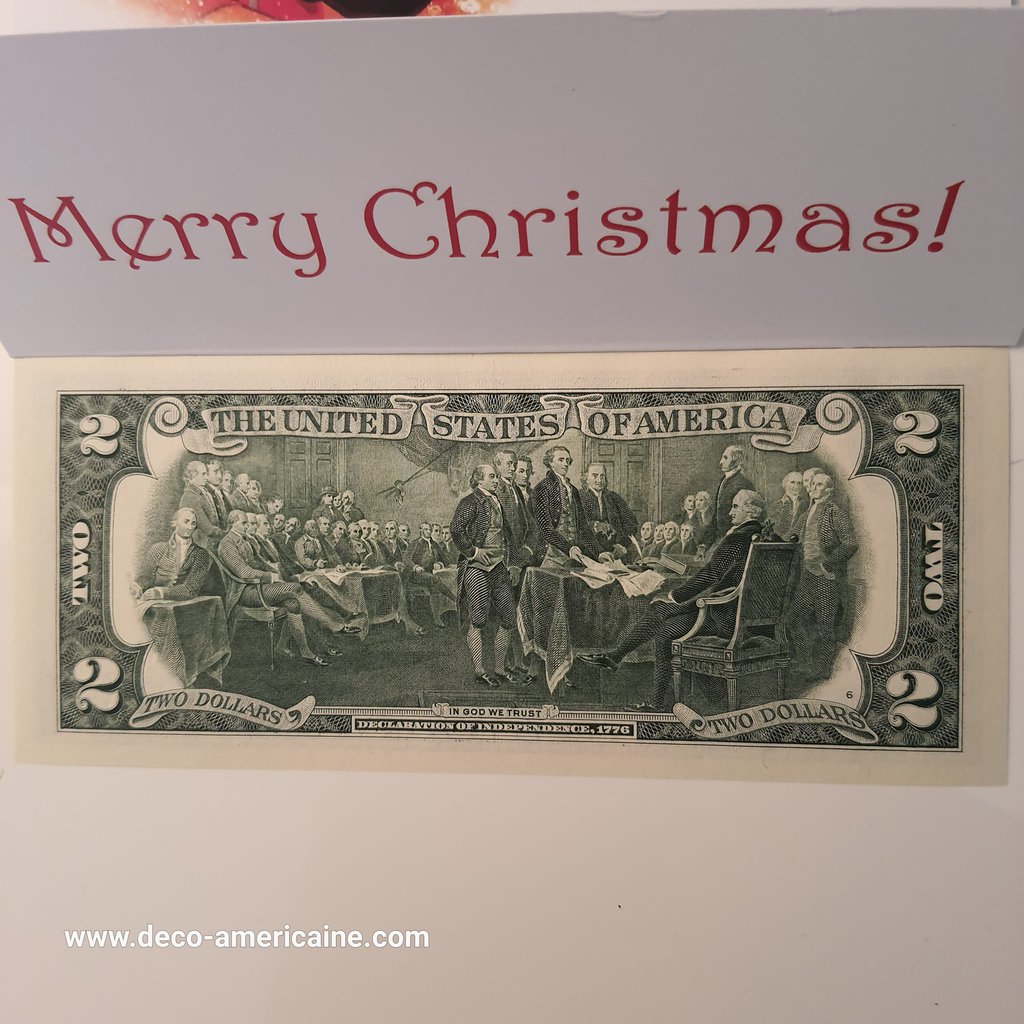 Merry Christmas!
2 THE UNITED STATES OF AMERICA 2
TWO
TWO
2 TWO DOLLARS
IN GOD WE TRUST
DECLARATION OF INDEPENDENCE, 1776
6
TWO DOLLARS 2
www.deco-americaine.com